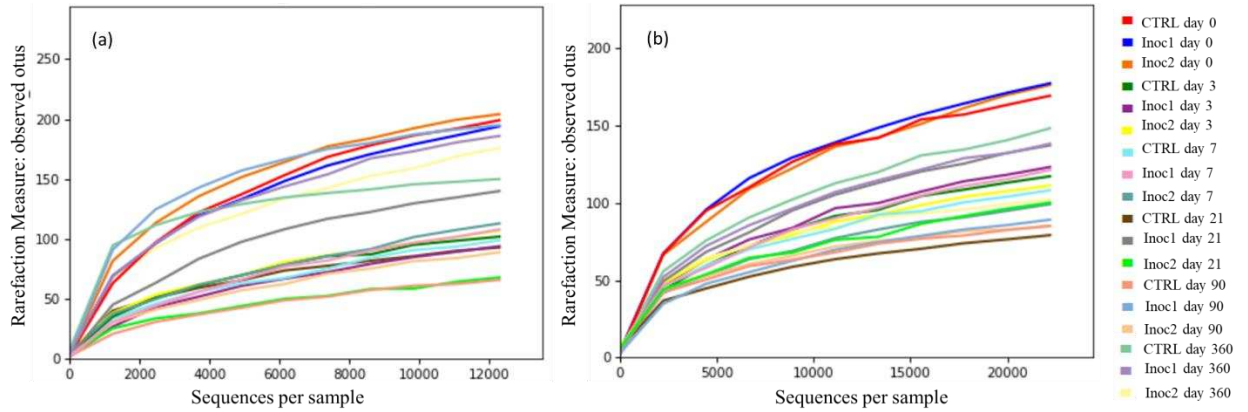 (a)
250
200
150
100
50
0
0 2000 4000 6000 8000 10000 12000
Sequences per sample
Rarefaction Measure: observed_otus
(b)
200
150
100
50
0
0 5000 10000 15000 20000
Sequences per sample
Rarefaction Measure: observed otus
CTRL day 0
Inoc1 day 0
Inoc2 day 0
CTRL day 3
Inoc1 day 3
Inoc2 day 3
CTRL day 7
Inoc1 day 7
Inoc2 day 7
CTRL day 21
Inoc1 day 21
Inoc2 day 21
CTRL day 90
Inoc1 day 90
Inoc2 day 90
CTRL day 360
Inoc1 day 360
Inoc2 day 360